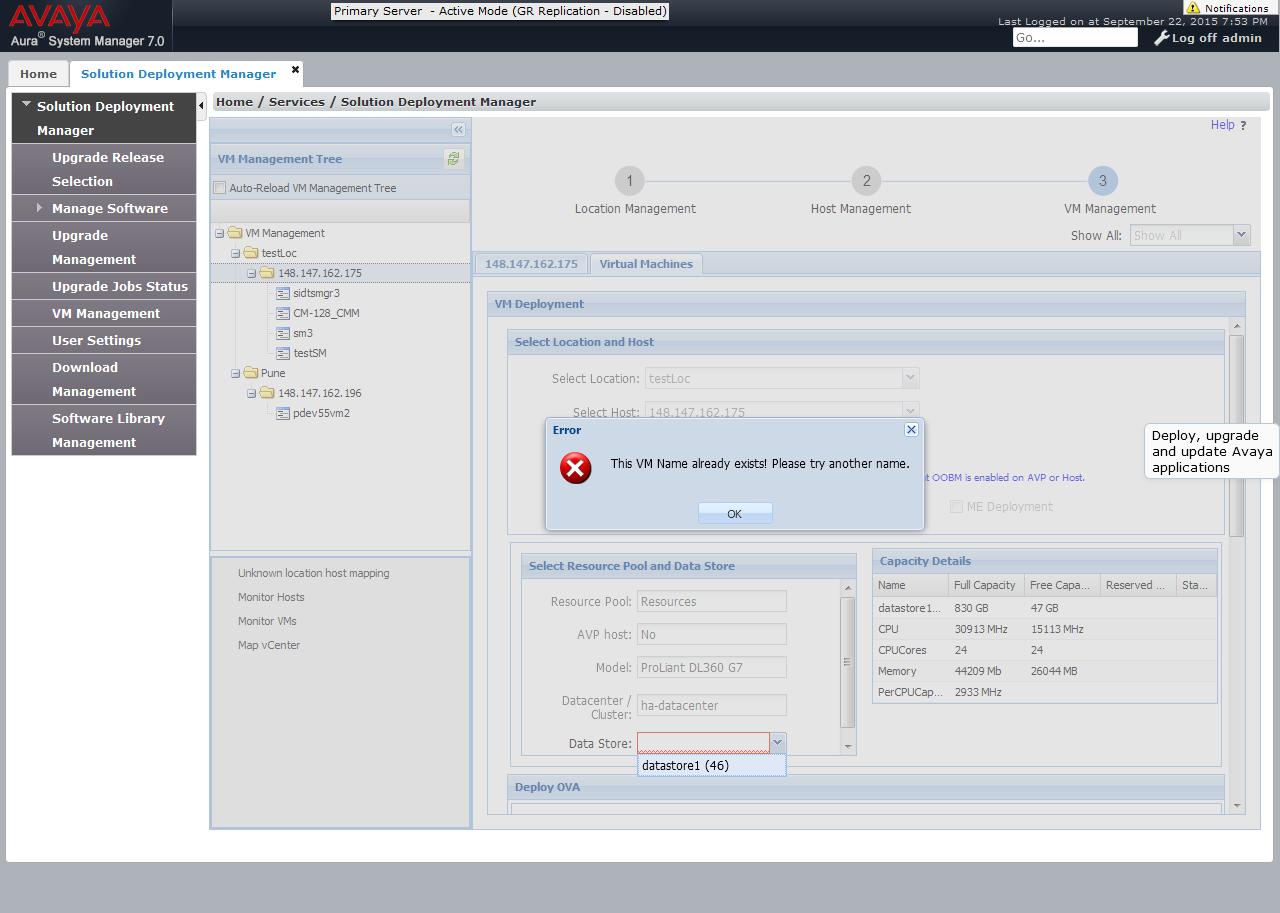 AVAYA
Aura® System Manager 7.0
Primary Server - Active Mode (GR Replication - Disabled)
Notifications
Last Logged on at September 22, 2015 7:53 PM
Go...
Log off admin
Home
Solution Deployment Manager
Solution Deployment
Manager
Upgrade Release
Selection
Manage Software
Upgrade
Management
Upgrade Jobs Status
VM Management
User Settings
Download
Management
Software Library
Management
Home / Services / Solution Deployment Manager
Help ?
VM Management Tree
Auto-Reload VM Management Tree
VM Management
testLoc
148.147.162.175
sidtsmgr3
CM-128_CMM
sm3
testSM
Pune
148.147.162.196
pdev55vm2
Unknown location host mapping
Monitor Hosts
Monitor VMs
Map vCenter
1
2
3
Location Management
Host Management
VM Management
Show All: Show All
148.147.162.175
Virtual Machines
VM Deployment
Select Location and Host
Select Location: testLoc
Select Host: 148.147.162.175
Error
This VM Name already exists! Please try another name.
OK
OOBM is enabled on AVP or Host.
ME Deployment
Deploy, upgrade
and update Avaya
applications
Select Resource Pool and Data Store
Resource Pool: Resources
AVP host: No
Model: ProLiant DL360 G7
Datacenter /
Cluster: ha-datacenter
Data Store:
datastore1 (46)
Capacity Details
Name Full Capacity Free Capa... Reserved ... Sta...
datastore1... 830 GB 47 GB
CPU 30913 MHz 15113 MHz
CPUCores 24 24
Memory 44209 Mb 26044 MB
PerCPUCap... 2933 MHz
Deploy OVA